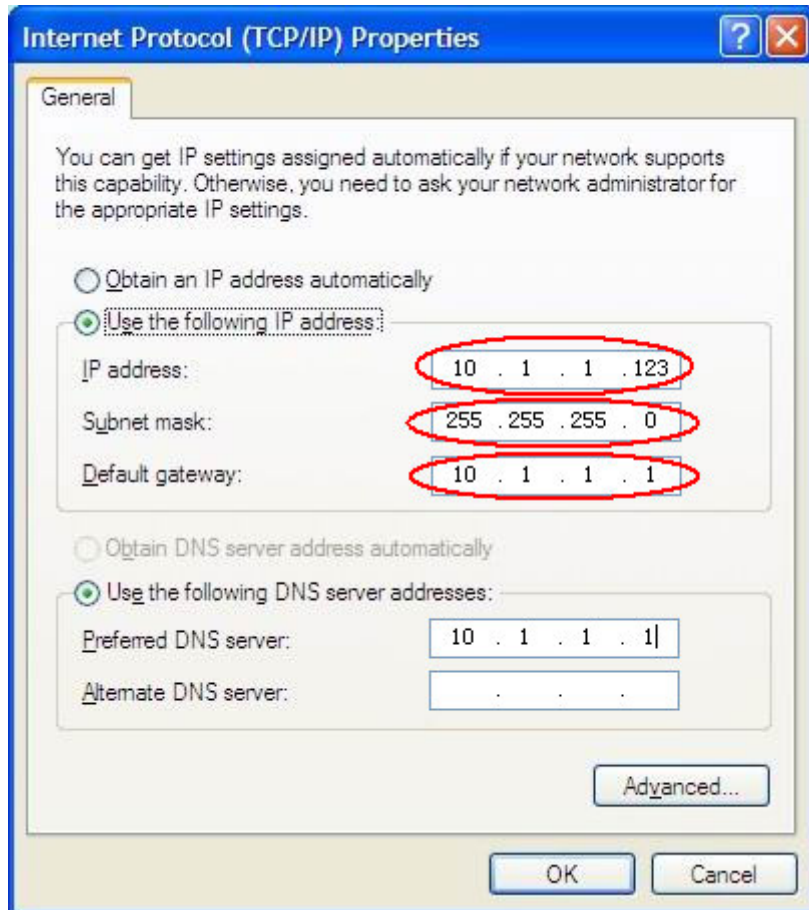 Internet Protocol (TCP/IP) Properties
General
You can get IP settings assigned automatically if your network supports
this capability. Otherwise, you need to ask your network administrator for
the appropriate IP settings.
Obtain an IP address automatically
Use the following IP address:
IP address: 10 . 1 . 1 . 123
Subnet mask: 255 . 255 . 255 . 0
Default gateway: 10 . 1 . 1 . 1
Obtain DNS server address automatically
Use the following DNS server addresses:
Preferred DNS server: 10 . 1 . 1 . 1
Alternate DNS server: . . .
Advanced...
OK Cancel